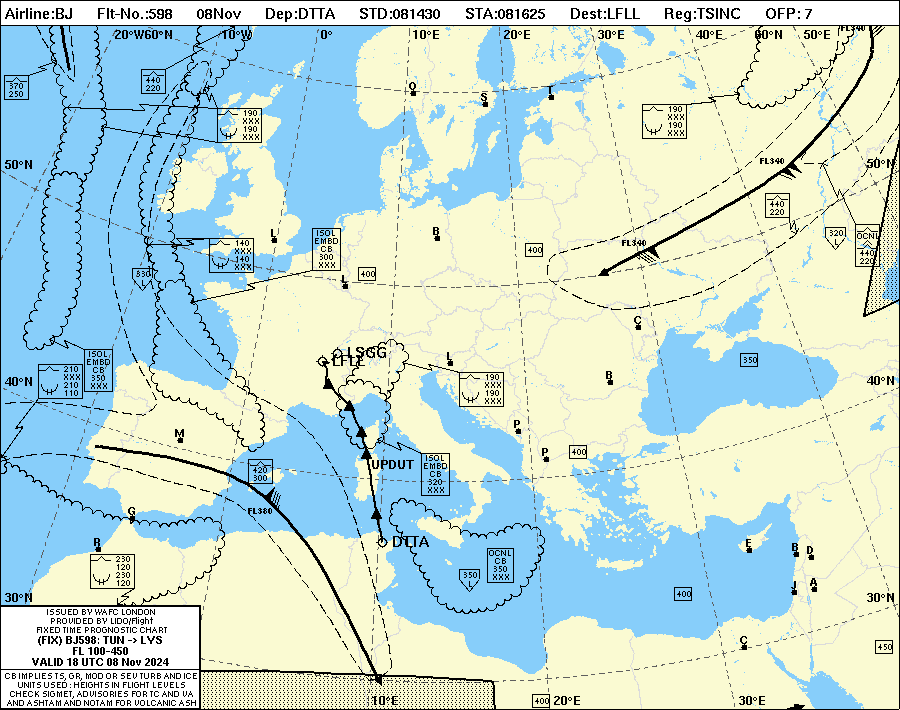 Airline:BJ Flt-No.:598 08Nov Dep:DTTA STD:081430 STA:081625 Dest:LFLL Reg:TSINC OFP: 7
20°W60°N 10°W 0° 10°E 20°E 30°E 40°E 60°N 50°E FL340
370
250
440
220
O
S
T
190
XXX
190
XXX
190
XXX
190
XXX
50°N
FL340
50°N
440
220
L
ISOL
EMBD
CB
300
XXX
B
400
FL340
320
OCNL
440
220
140
XXX
140
XXX
330
400
L
C
ISOL
EMBD
CB
350
XXX
LSGG
LFLL
L
350
40°N
210
XXX
210
110
190
XXX
190
XXX
B
40°N
M
P
420
300
UPDUT
ISOL
EMBD
CB
320
XXX
P
400
FL380
G
R
DTTA
E
B
D
230
120
230
120
OCNL
CB
350
XXX
350
30°N
400
J
A
30°N
ISSUED BY WAFC LONDON
PROVIDED BY LIDO/Flight
FIXED TIME PROGNOSTIC CHART
(FIX) BJ598: TUN -> LYS
FL 100-450
VALID 18 UTC 08 Nov 2024
C
450
CB IMPLIES TS, GR, MOD OR SEV TURB AND ICE
UNITS USED : HEIGHTS IN FLIGHT LEVELS
CHECK SIGMET, ADVISORIES FOR TC AND VA
AND ASHTAM AND NOTAM FOR VOLCANIC ASH
10°E
400
20°E
30°E